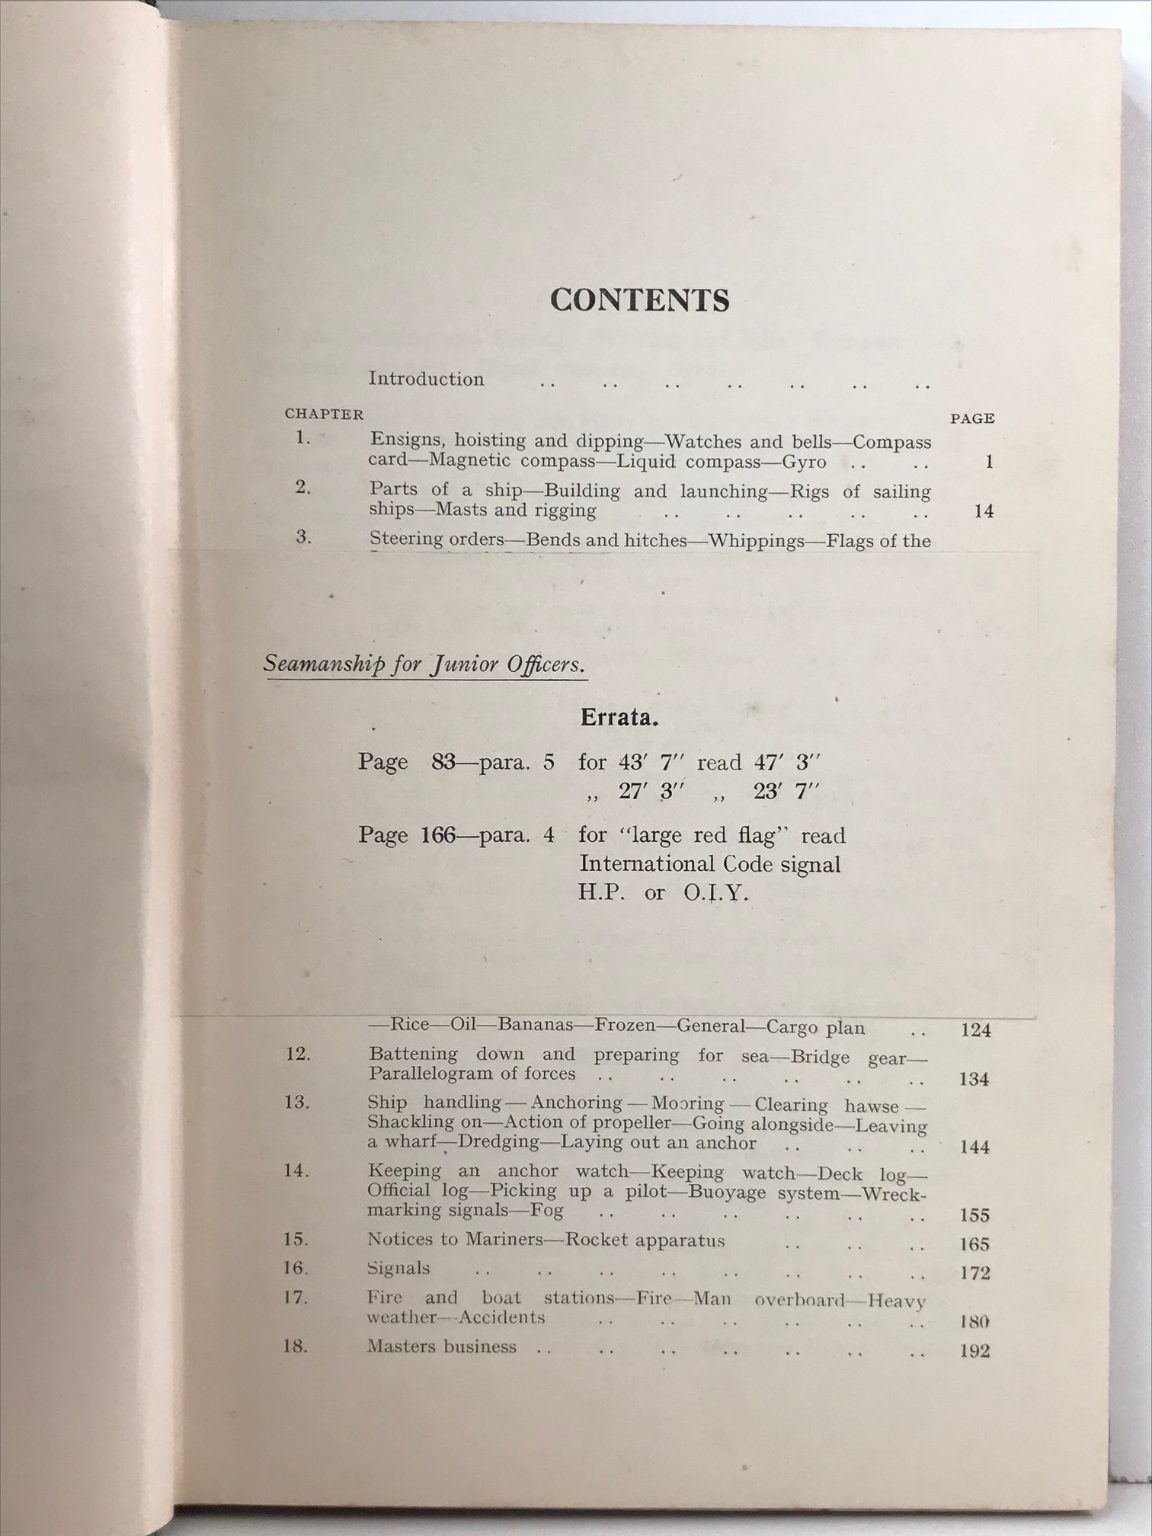 CONTENTS
Introduction .. .. .. .. .. .. ..
CHAPTER PAGE
1. Ensigns, hoisting and dipping—Watches and bells—Compass
card—Magnetic compass—Liquid compass—Gyro .. .. 1
2. Parts of a ship—Building and launching—Rigs of sailing
ships—Masts and rigging .. .. .. .. .. 14
3. Steering orders—Bends and hitches—Whippings—Flags of the
Seamanship for Junior Officers.
Errata.
Page 83—para. 5 for 43′ 7′′ read 47′ 3′′
,, 27′ 3′′ ,, 23′ 7′′
Page 166—para. 4 for “large red flag” read
International Code signal
H.P. or O.I.Y.
—Rice—Oil—Bananas—Frozen—General—Cargo plan .. 124
12. Battening down and preparing for sea—Bridge gear—
Parallelogram of forces .. .. .. .. .. .. 134
13. Ship handling—Anchoring—Mooring—Clearing hawse—
Shackling on—Action of propeller—Going alongside—Leaving
a wharf—Dredging—Laying out an anchor .. .. .. 144
14. Keeping an anchor watch—Keeping watch—Deck log—
Official log—Picking up a pilot—Buoyage system—Wreck-
marking signals—Fog .. .. .. .. .. .. 155
15. Notices to Mariners—Rocket apparatus .. .. .. 165
16. Signals .. .. .. .. .. .. .. .. 172
17. Fire and boat stations—Fire—Man overboard—Heavy
weather—Accidents .. .. .. .. .. .. 180
18. Masters business .. .. .. .. .. .. .. 192